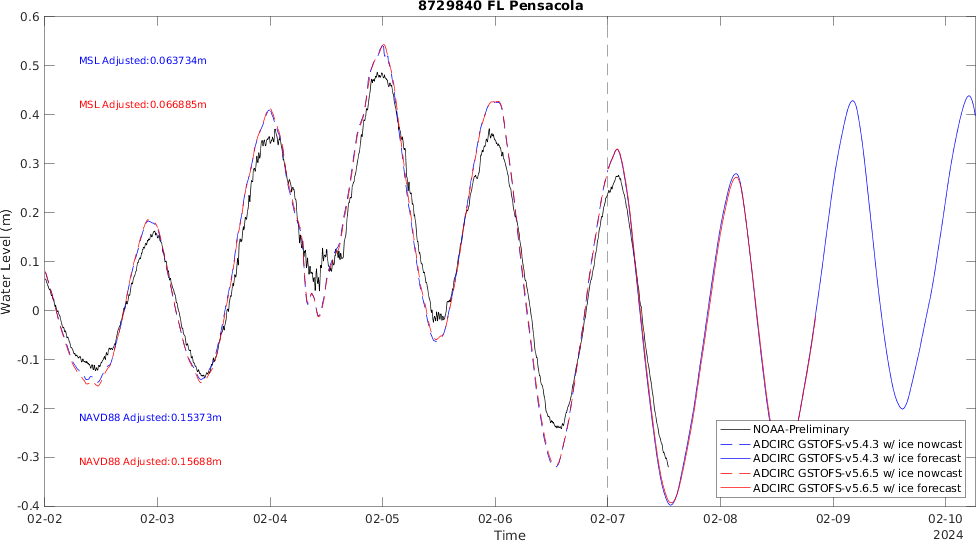 8729840 FL Pensacola
0.6
0.5
0.4
0.3
0.2
0.1
0
-0.1
-0.2
-0.3
-0.4
Water Level (m)
MSL Adjusted:0.063734m
MSL Adjusted:0.066885m
NAVD88 Adjusted:0.15373m
NAVD88 Adjusted:0.15688m
NOAA-Preliminary
ADCIRC GSTOFS-v5.4.3 w/ ice nowcast
ADCIRC GSTOFS-v5.4.3 w/ ice forecast
ADCIRC GSTOFS-v5.6.5 w/ ice nowcast
ADCIRC GSTOFS-v5.6.5 w/ ice forecast
02-02 02-03 02-04 02-05 02-06 02-07 02-08 02-09 02-10
Time
2024